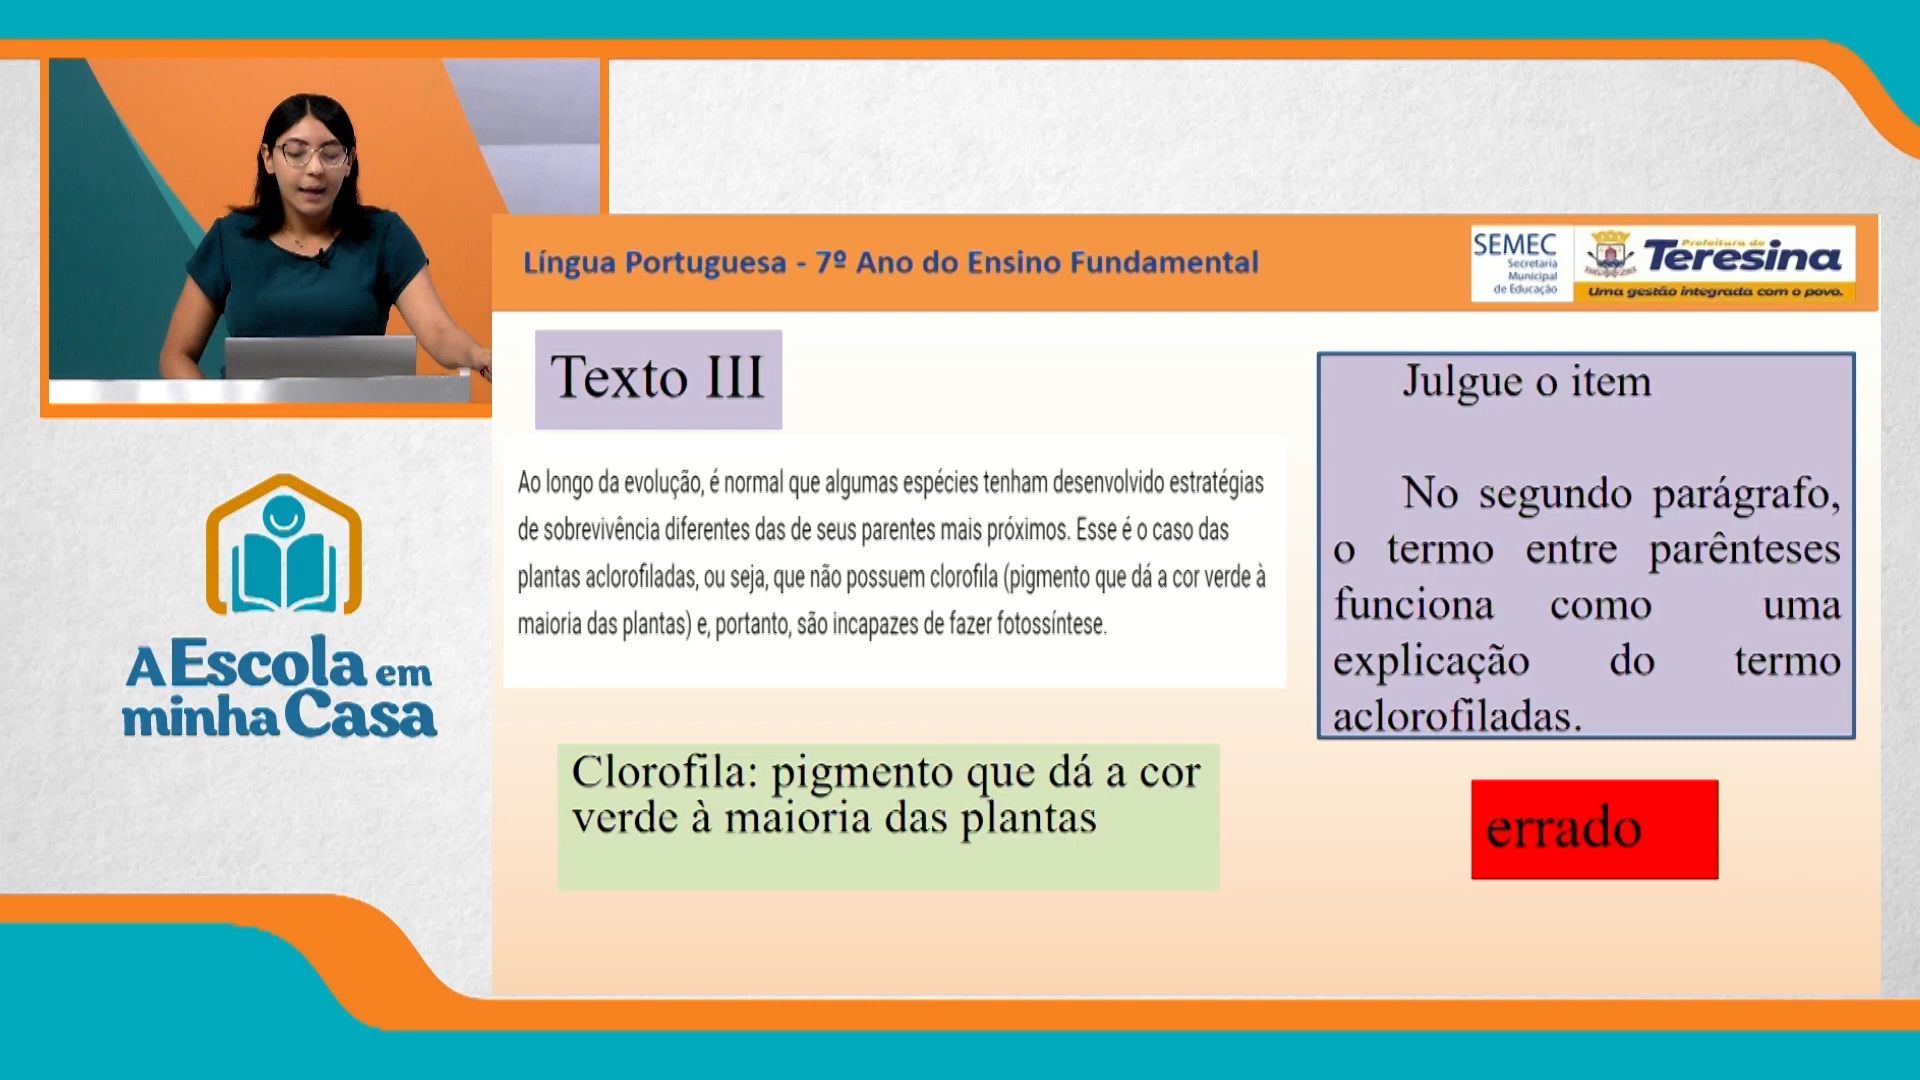 Língua Portuguesa - 7º Ano do Ensino Fundamental
SEMEC
Secretaria
Municipal
de Educação
Prefeitura de
Teresina
Uma gestão integrada com o povo.
Texto III
Ao longo da evolução, é normal que algumas espécies tenham desenvolvido estratégias
de sobrevivência diferentes das de seus parentes mais próximos. Esse é o caso das
plantas aclorofiladas, ou seja, que não possuem clorofila (pigmento que dá a cor verde à
maioria das plantas) e, portanto, são incapazes de fazer fotossíntese.
Julgue o item
No segundo parágrafo,
o termo entre parênteses
funciona como uma
explicação do termo
aclorofiladas.
A Escola em
minha Casa
Clorofila: pigmento que dá a cor
verde à maioria das plantas
errado